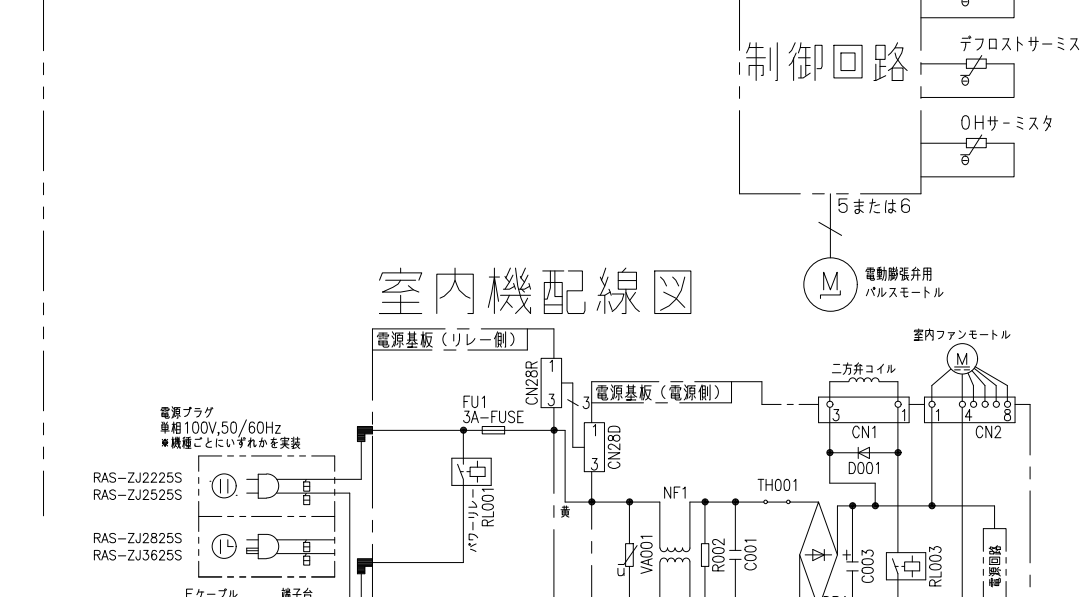 デフロストサーミス
制御回路
θ
OHサーミスタ
θ
5または6
M
電動膨張弁用
パルスモートル
室内機配線図
室内ファンモートル
M
電源基板（リレー側）
二方弁コイル
CN28R
1
3
3
電源基板（電源側）
FU1
3A-FUSE
電源プラグ
単相100V,50/60Hz
※機種ごとにいずれかを実装
3
1
CN1
1
4
8
CN2
1
3
CN28D
D001
RAS-ZJ2225S
RAS-ZJ2525S
RL001
パワーリレー
黄
NF1
TH001
RAS-ZJ2825S
RAS-ZJ3625S
VA001
U
R002
C001
+
C003
RL003
電源回路
Fケーブル
端子台